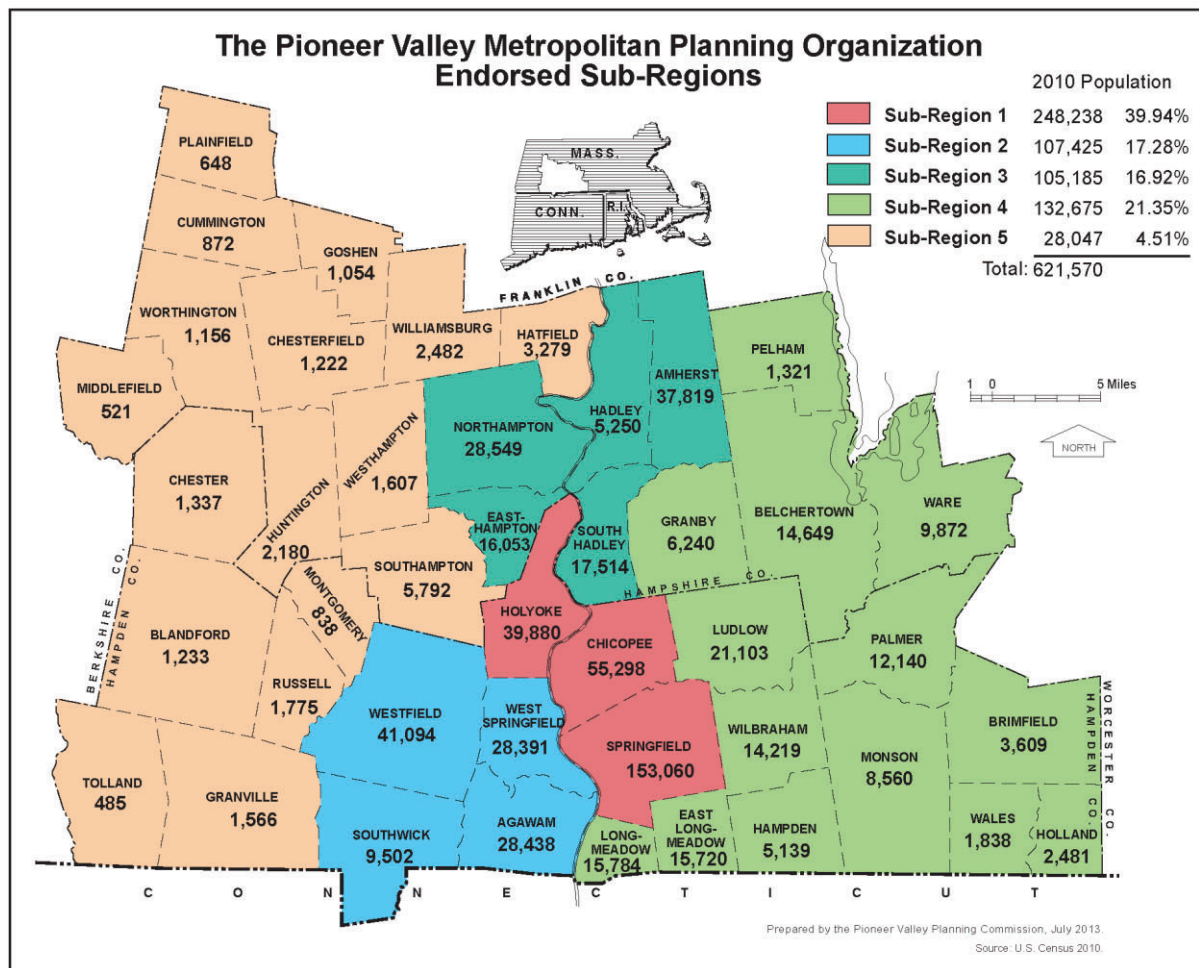 The Pioneer Valley Metropolitan Planning Organization
Endorsed Sub-Regions
2010 Population
Sub-Region 1 248,238 39.94%
Sub-Region 2 107,425 17.28%
Sub-Region 3 105,185 16.92%
Sub-Region 4 132,675 21.35%
Sub-Region 5 28,047 4.51%
Total: 621,570
MASS.
CONN.
R.I.
PLAINFIELD
648
CUMMINGTON
872
GOSHEN
1,054
FRANKLIN CO.
WORTHINGTON
1,156
CHESTERFIELD
1,222
WILLIAMSBURG
2,482
HATFIELD
3,279
MIDDLEFIELD
521
NORTHAMPTON
28,549
HADLEY
5,250
AMHERST
37,819
PELHAM
1,321
1 0 5 Miles
NORTH
CHESTER
1,337
HUNTINGTON
2,180
WESTHAMPTON
1,607
EAST-
HAMPTON
16,053
SOUTH
HADLEY
17,514
GRANBY
6,240
BELCHERTOWN
14,649
WARE
9,872
SOUTHAMPTON
5,792
MONTGOMERY
838
HAMPSHIRE CO.
BERKSHIRE CO.
HAMPDEN CO.
BLANDFORD
1,233
RUSSELL
1,775
HOLYOKE
39,880
CHICOPEE
55,298
LUDLOW
21,103
PALMER
12,140
WESTFIELD
41,094
WEST
SPRINGFIELD
28,391
SPRINGFIELD
153,060
WILBRAHAM
14,219
MONSON
8,560
BRIMFIELD
3,609
WORCESTER CO.
HAMPDEN CO.
TOLLAND
485
GRANVILLE
1,566
SOUTHWICK
9,502
AGAWAM
28,438
LONG-
MEADOW
15,784
EAST
LONG-
MEADOW
15,720
HAMPDEN
5,139
WALES
1,838
HOLLAND
2,481
CONNECTICUT
Prepared by the Pioneer Valley Planning Commission, July 2013.
Source: U.S. Census 2010.